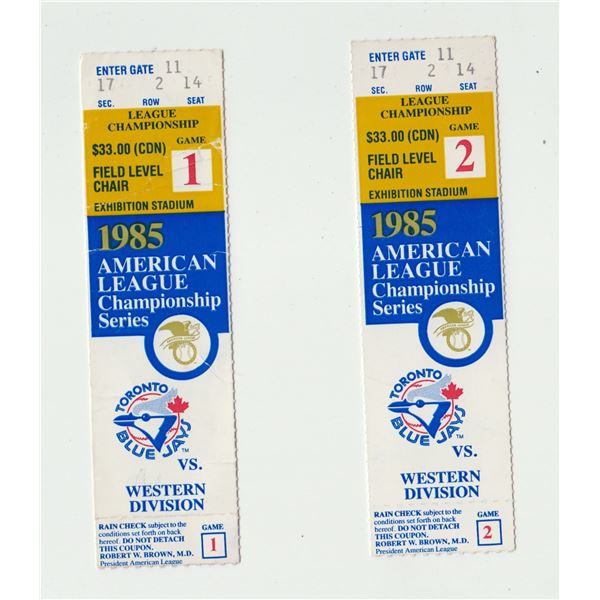 ENTER GATE 11
17 2 14
SEC. ROW SEAT
LEAGUE
CHAMPIONSHIP
$33.00 (CDN) GAME
FIELD LEVEL 1
CHAIR
EXHIBITION STADIUM
1985
AMERICAN
LEAGUE
Championship
Series
AMERICAN LEAGUE
TORONTO
BLUE JAYS
VS.
WESTERN
DIVISION
RAIN CHECK subject to the GAME
conditions set forth on back
hereof. DO NOT DETACH 1
THIS COUPON.
ROBERT W. BROWN, M.D.
President American League
ENTER GATE 11
17 2 14
SEC. ROW SEAT
LEAGUE
CHAMPIONSHIP
$33.00 (CDN) GAME
FIELD LEVEL 2
CHAIR
EXHIBITION STADIUM
1985
AMERICAN
LEAGUE
Championship
Series
AMERICAN LEAGUE
TORONTO
BLUE JAYS
VS.
WESTERN
DIVISION
RAIN CHECK subject to the GAME
conditions set forth on back
hereof. DO NOT DETACH 2
THIS COUPON.
ROBERT W. BROWN, M.D.
President American League